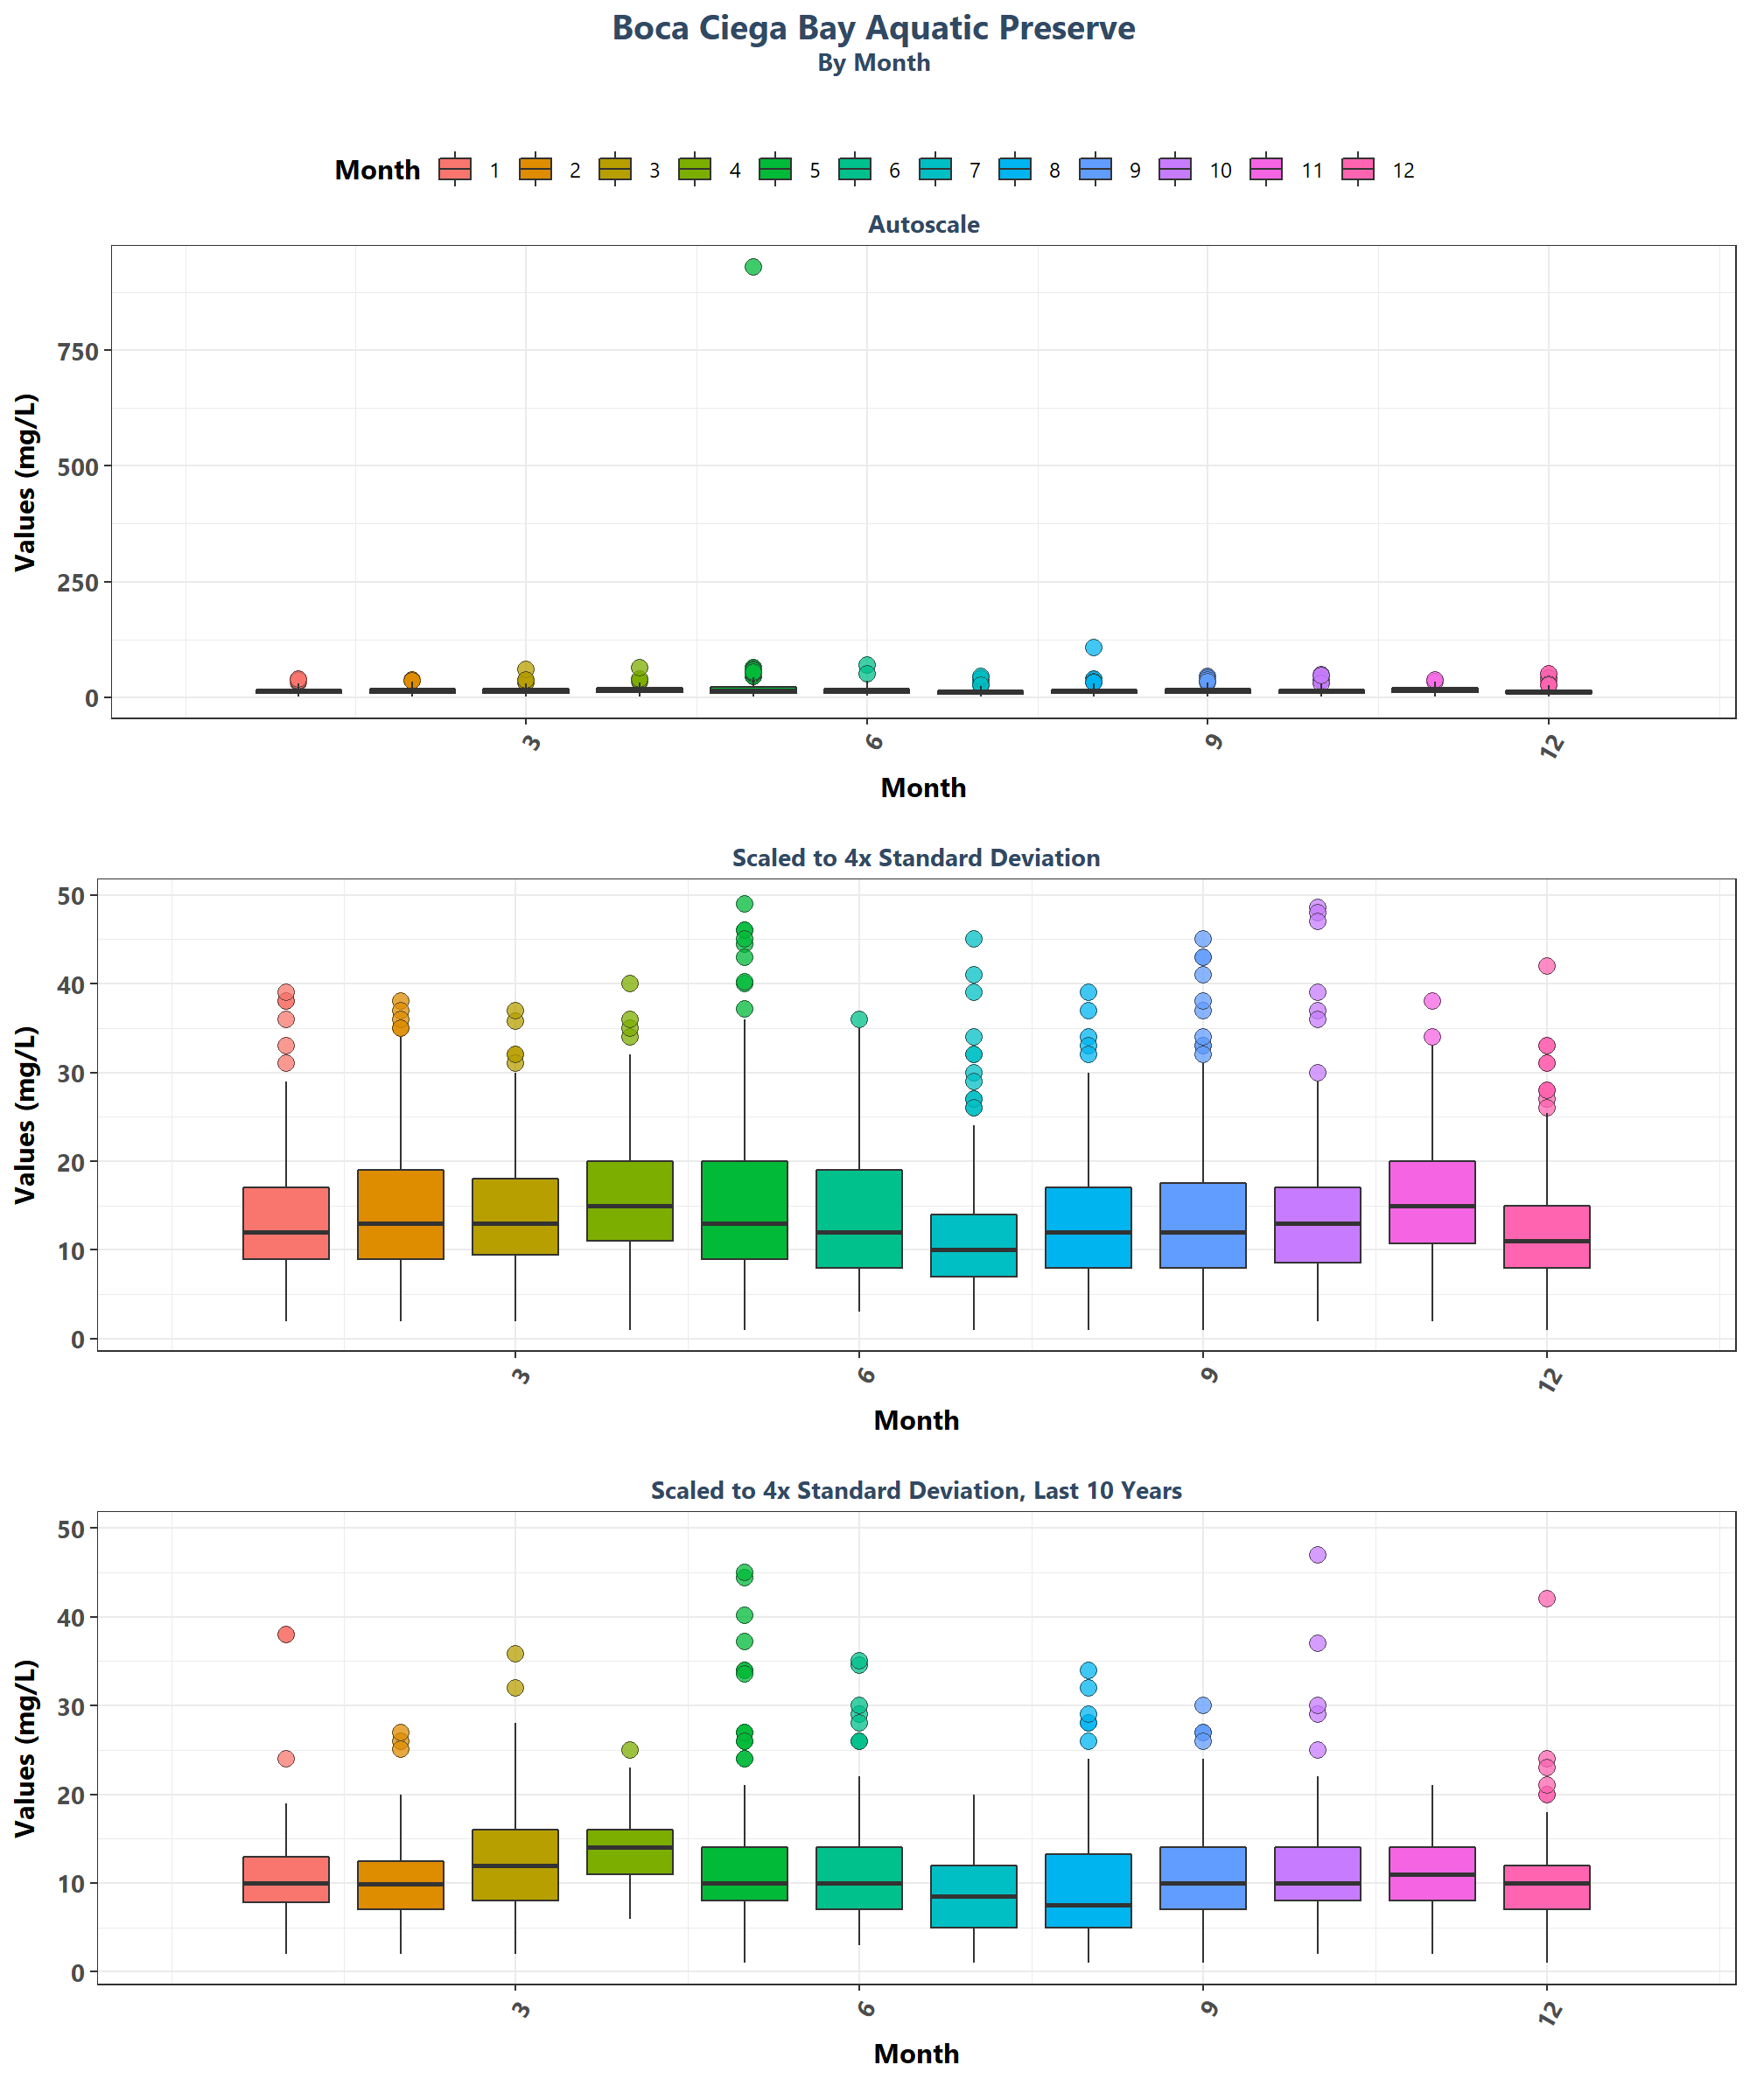 Boca Ciega Bay Aquatic Preserve
By Month
Month 1 2 3 4 5 6 7 8 9 10 11 12
Autoscale
Values (mg/L)
750
500
250
0
3 6 9 12
Month
Scaled to 4x Standard Deviation
Values (mg/L)
50
40
30
20
10
0
3 6 9 12
Month
Scaled to 4x Standard Deviation, Last 10 Years
Values (mg/L)
50
40
30
20
10
0
3 6 9 12
Month